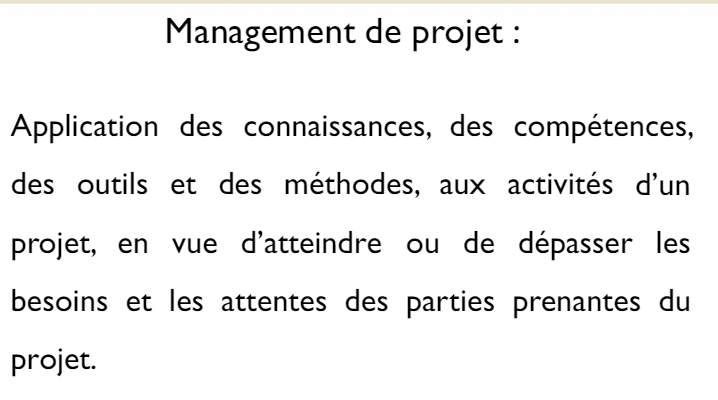 Management de projet :
Application des connaissances, des compétences,
des outils et des méthodes, aux activités d’un
projet, en vue d’atteindre ou de dépasser les
besoins et les attentes des parties prenantes du
projet.